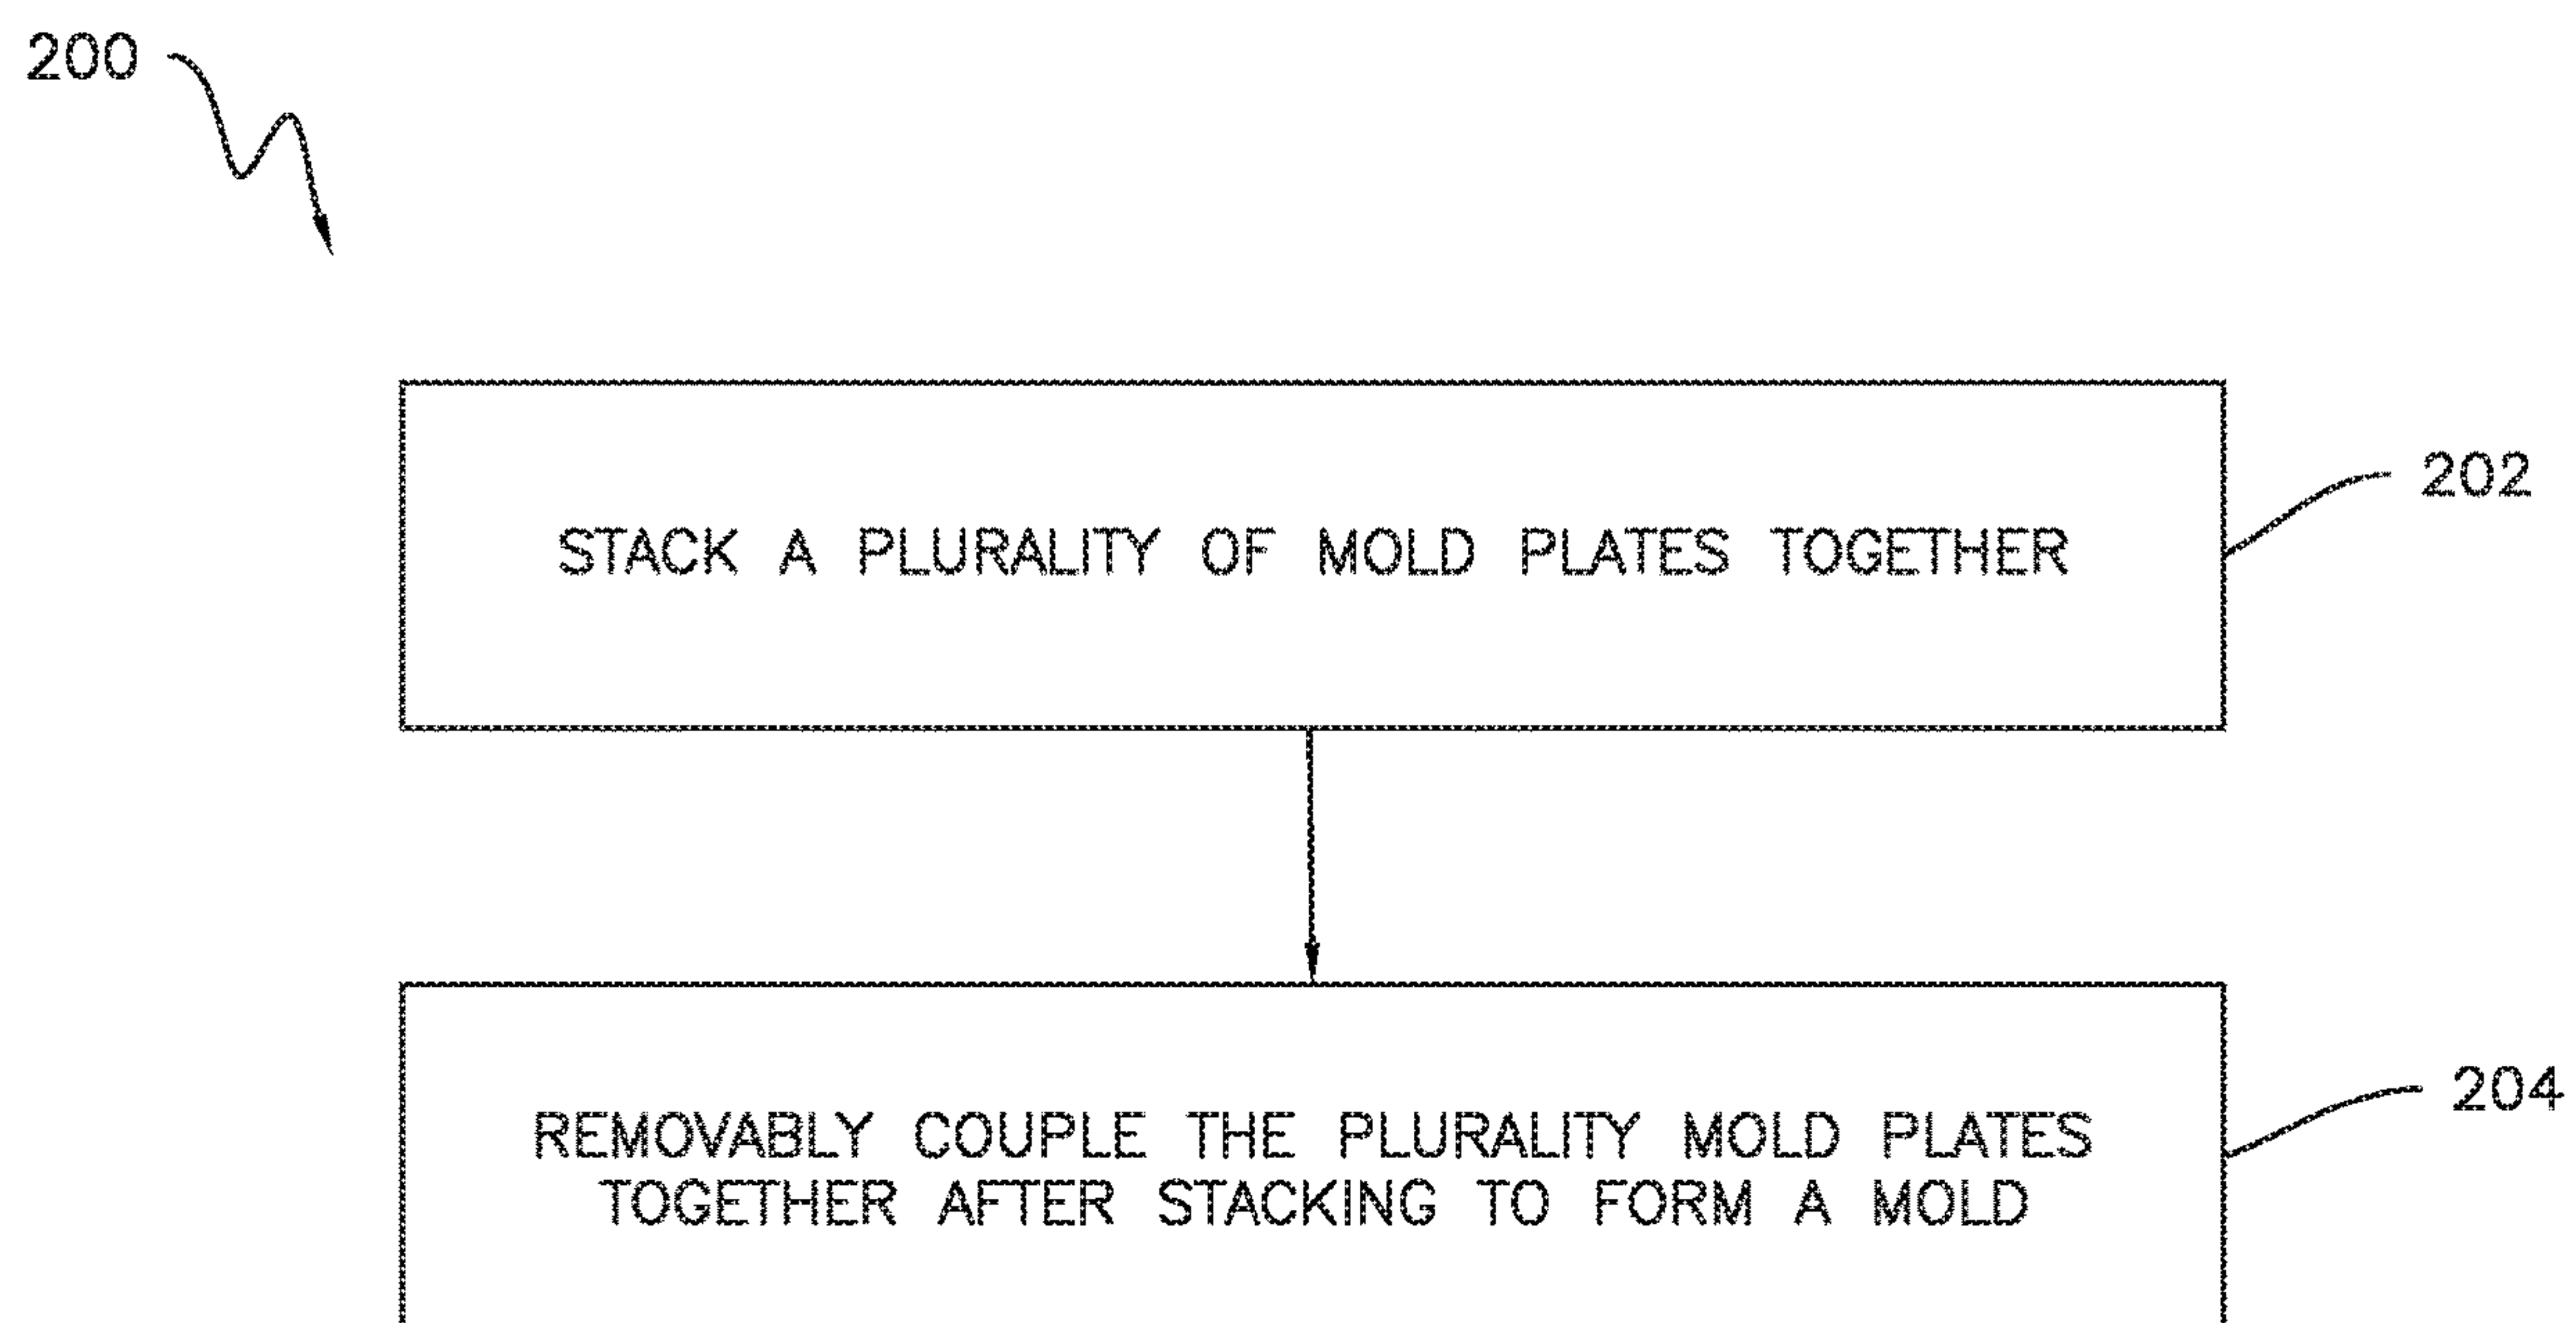 200
STACK A PLURALITY OF MOLD PLATES TOGETHER
202
REMOVABLY COUPLE THE PLURALITY MOLD PLATES
TOGETHER AFTER STACKING TO FORM A MOLD
204